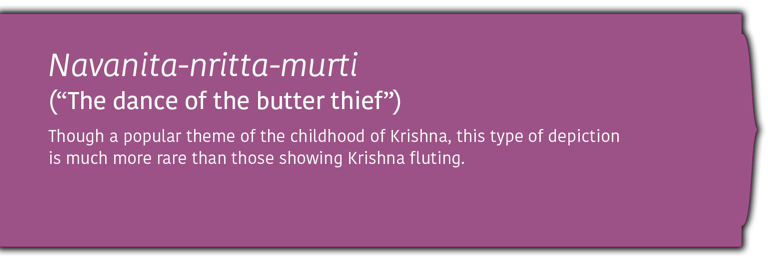 Navanita-nritta-murti
(“The dance of the butter thief”)
Though a popular theme of the childhood of Krishna, this type of depiction
is much more rare than those showing Krishna fluting.